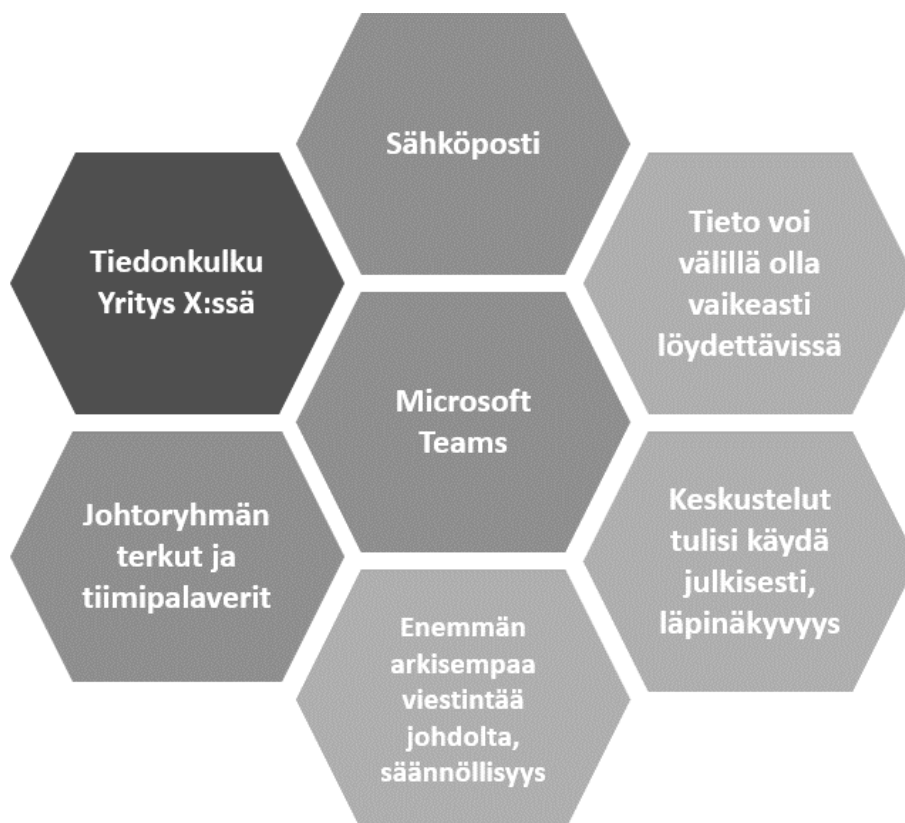 Sähköposti
Tiedonkulku
Yritys X:ssä
Tieto voi
välillä olla
vaikeasti
löydettävissä
Microsoft
Teams
Johtoryhmän
terkut ja
tiimipalaverit
Keskustelut
tulisi käydä
julkisesti,
läpinäkyvyys
Enemmän
arkisempaa
viestintää
johdolta,
säännöllisyys